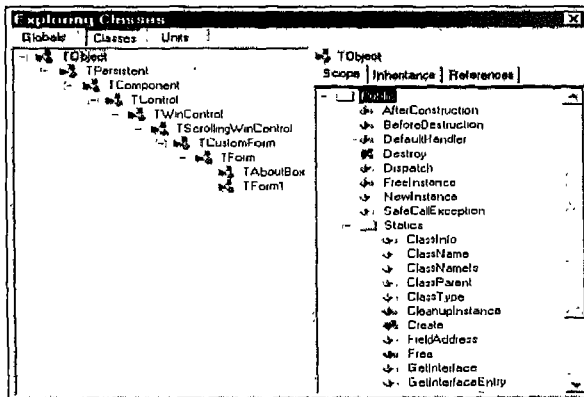 Exploring Classes
Globals Classes Units
TObject
TPersistent
TComponent
TControl
TWinControl
TScrollingWinControl
TCustomForm
TForm
TAboutBox
TForm1
TObject
Scope Inheritance References
Public
AfterConstruction
BeforeDestruction
DefaultHandler
Destroy
Dispatch
FreeInstance
NewInstance
SafeCallException
Statics
ClassInfo
ClassName
ClassNameIs
ClassParent
ClassType
CleanupInstance
Create
FieldAddress
Free
GetInterface
GetInterfaceEntry